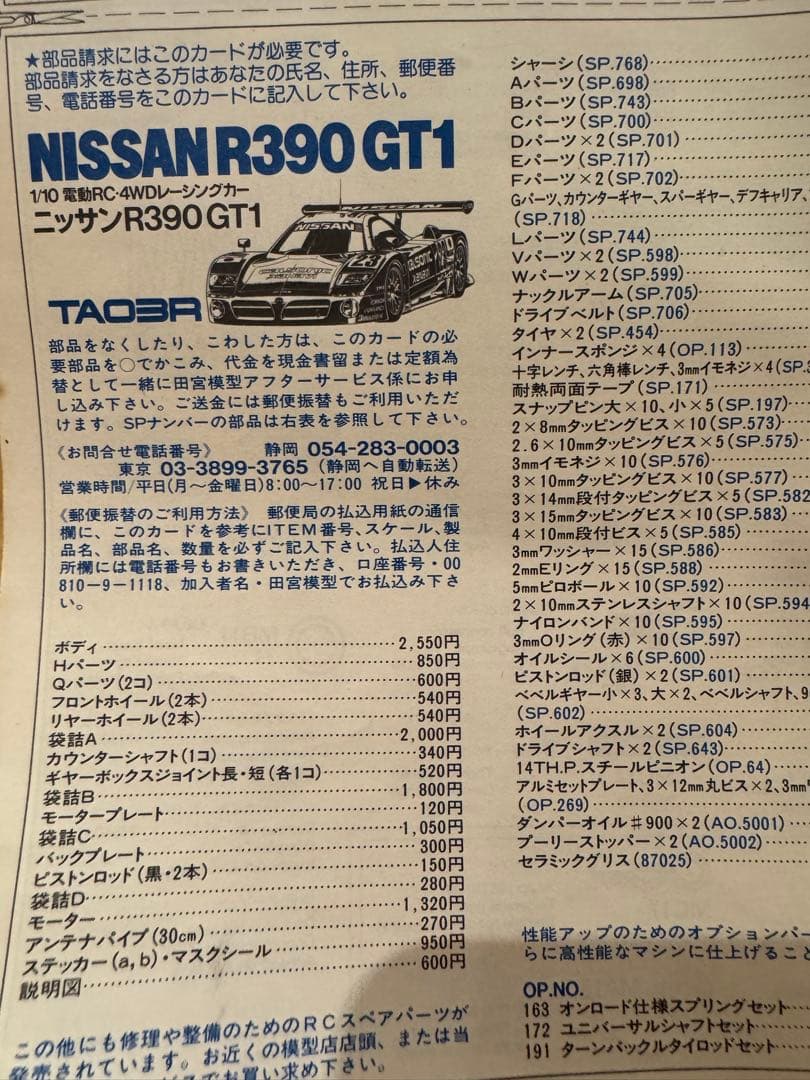 ★部品請求にはこのカードが必要です。
部品請求をなさる方はあなたの氏名、住所、郵便番
号、電話番号をこのカードに記入して下さい。
NISSAN R390 GT1
1/10 電動RC・4WDレーシングカー
ニッサンR390 GT1
NISSAN
23
calsonic
TA03R
部品をなくしたり、こわした方は、このカードの必
要部品を○でかこみ、代金を現金書留または定額為
替として一緒に田宮模型アフターサービス係にお申
し込み下さい。ご送金には郵便振替もご利用いただ
けます。SPナンバーの部品は右表を参照して下さい。
《お問合せ電話番号》 静岡 054-283-0003
東京 03-3899-3765 (静岡へ自動転送)
営業時間/平日(月〜金曜日)8:00〜17:00 祝日▶休み
《郵便振替のご利用方法》 郵便局の払込用紙の通信
欄に、このカードを参考にITEM番号、スケール、製
品名、部品名、数量を必ずご記入下さい。払込人住
所欄には電話番号もお書きいただき、口座番号・00
810-9-1118、加入者名・田宮模型でお払込み下さ
い。
ボディ……2,550円
Hパーツ……850円
Qパーツ(2コ)……600円
フロントホイール(2本)……540円
リヤーホイール(2本)……540円
袋詰A……2,000円
カウンターシャフト(1コ)……340円
ギヤーボックスジョイント長・短(各1コ)……520円
袋詰B……1,800円
モータープレート……120円
袋詰C……1,050円
バックプレート……300円
ピストンロッド(黒・2本)……150円
袋詰D……280円
モーター……1,320円
アンテナパイプ(30cm)……270円
ステッカー(a,b)・マスクシール……950円
説明図……600円
この他にも修理や整備のためのRCスペアパーツが
発売されています。お近くの模型店店頭、または当
でお買い求め下さい。
シャーシ(SP.768)……
Aパーツ(SP.698)……
Bパーツ(SP.743)……
Cパーツ(SP.700)……
Dパーツ×2(SP.701)……
Eパーツ(SP.717)……
Fパーツ×2(SP.702)……
Gパーツ、カウンターギヤー、スパーギヤー、デフキャリア、
(SP.718)……
Lパーツ(SP.744)……
Vパーツ×2(SP.598)……
Wパーツ×2(SP.599)……
ナックルアーム(SP.705)……
ドライブベルト(SP.706)……
タイヤ×2(SP.454)……
インナースポンジ×4(OP.113)……
十字レンチ、六角棒レンチ、3mmイモネジ×4(SP.
耐熱両面テープ(SP.171)……
スナップピン大×10、小×5(SP.197)……
2×8mmタッピングビス×10(SP.573)……
2.6×10mmタッピングビス×5(SP.575)……
3mmイモネジ×10(SP.576)……
3×10mmタッピングビス×10(SP.577)……
3×14mm段付タッピングビス×5(SP.582
3×15mmタッピングビス×10(SP.583)……
4×10mm段付ビス×5(SP.585)……
3mmワッシャー×15(SP.586)……
2mmEリング×15(SP.588)……
5mmピロボール×10(SP.592)……
2×10mmステンレスシャフト×10(SP.594
ナイロンバンド×10(SP.595)……
3mmOリング(赤)×10(SP.597)……
オイルシール×6(SP.600)……
ピストンロッド(銀)×2(SP.601)……
ベベルギヤー小×3、大×2、ベベルシャフト、9
(SP.602)……
ホイールアクスル×2(SP.604)……
ドライブシャフト×2(SP.643)……
14TH.P.スチールピニオン(OP.64)……
アルミセットプレート、3×12mm丸ビス×2、3mm
(OP.269)……
ダンパーオイル♯900×2(AO.5001)……
プーリーストッパー×2(AO.5002)……
セラミックグリス(87025)……
性能アップのためのオプションパー
らに高性能なマシンに仕上げること
OP.NO.
163 オンロード仕様スプリングセット……
172 ユニバーサルシャフトセット……
191 ターンバックルタイロッドセット……